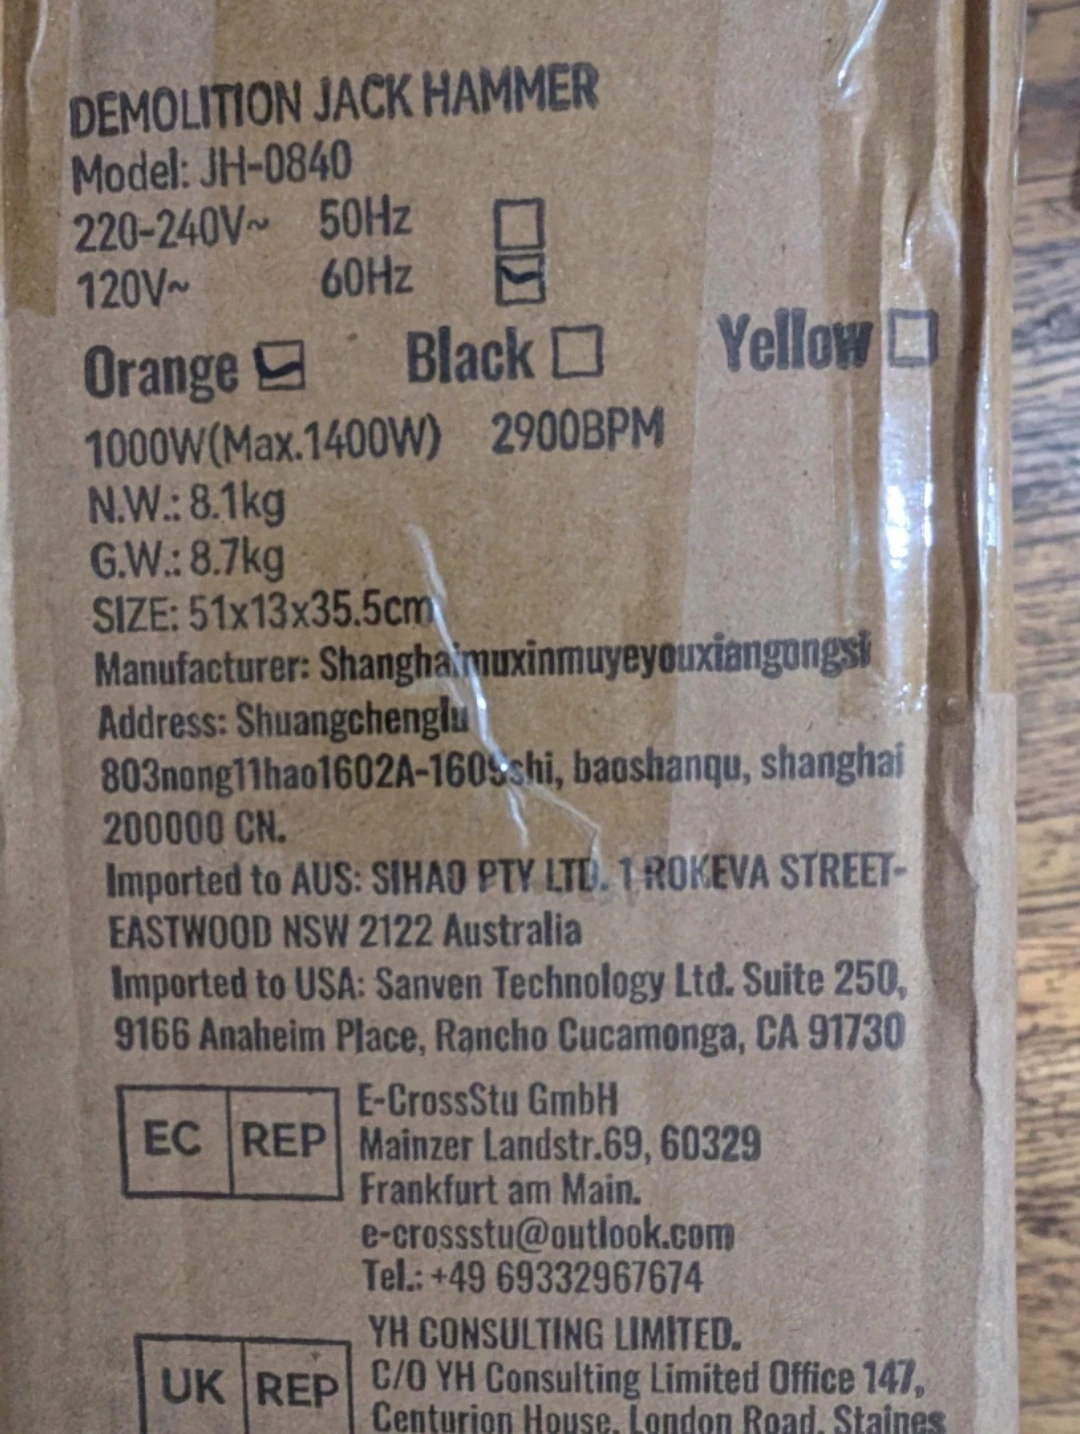 DEMOLITION JACK HAMMER
Model: JH-0840
220-240V~ 50Hz
120V~ 60Hz
Orange Black Yellow
1000W(Max.1400W) 2900BPM
N.W.: 8.1kg
G.W.: 8.7kg
SIZE: 51x13x35.5cm
Manufacturer: Shanghaimuxinmuyeyouxiangongsi
Address: Shuangchenglu
803nong11hao1602A-1609shi, baoshanqu, shanghai
200000 CN.
Imported to AUS: SIHAO PTY LTD. 1 ROKEVA STREET-
EASTWOOD NSW 2122 Australia
Imported to USA: Sanven Technology Ltd. Suite 250,
9166 Anaheim Place, Rancho Cucamonga, CA 91730
EC REP
E-CrossStu GmbH
Mainzer Landstr.69, 60329
Frankfurt am Main.
e-crossstu@outlook.com
Tel.: +49 69332967674
UK REP
YH CONSULTING LIMITED.
C/O YH Consulting Limited Office 147,
Centurion House, London Road, Staines